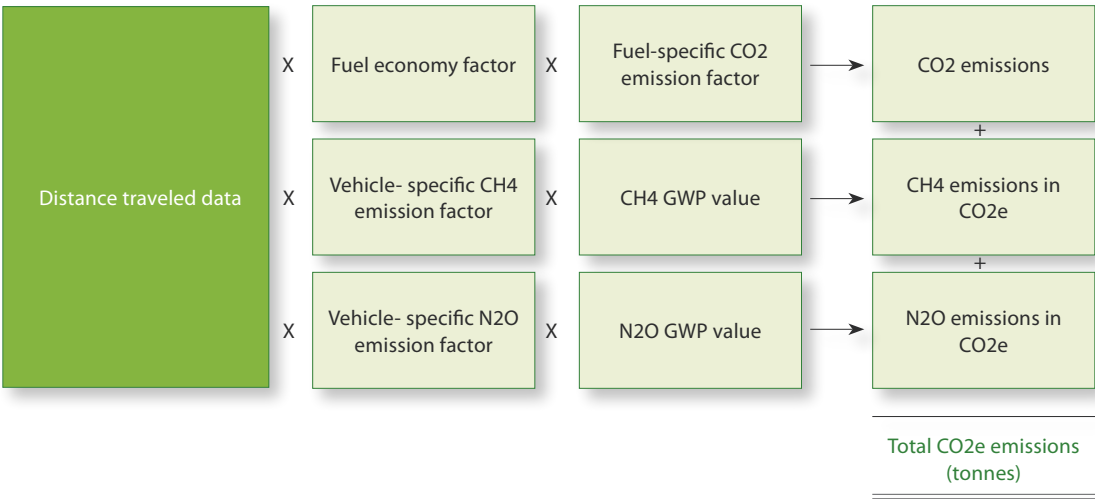 Distance traveled data
X
Fuel economy factor
X
Fuel-specific CO2
emission factor
CO2 emissions
+
X
Vehicle- specific CH4
emission factor
X
CH4 GWP value
CH4 emissions in
CO2e
+
X
Vehicle- specific N2O
emission factor
X
N2O GWP value
N2O emissions in
CO2e
Total CO2e emissions
(tonnes)